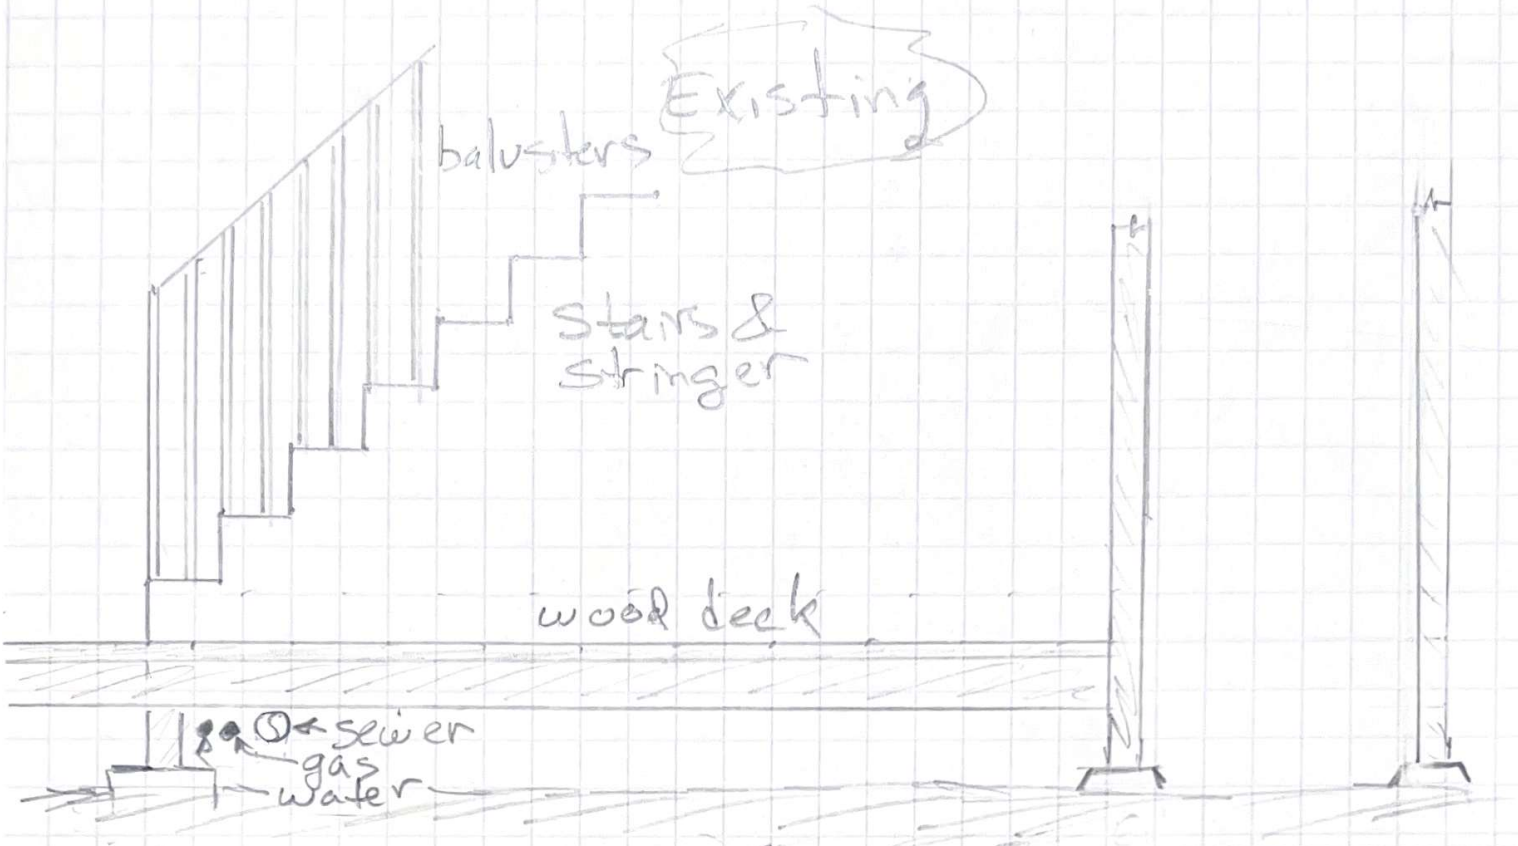 Existing
balusters
Stairs &
stringer
wood deck
S sewer
gas
water